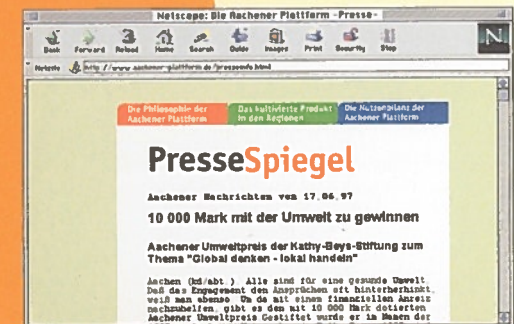 Netscape: Die Aachener Plattform -Presse-
Back Forward Reload Home Search Guide Images Print Security Stop
http://www.aachener-plattform.de/presseinfo.html
Die Philosophie der Das kultivierte Produkt Die Nutzenbilanz der
Aachener Plattform in den Regionen Aachener Plattform
PresseSpiegel
Aachener Nachrichten vom 17.06.97
10 000 Mark mit der Umwelt zu gewinnen
Aachener Umweltpreis der Kathy-Beys-Stiftung zum
Thema "Global denken - lokal handeln"
Aachen (kd/abt.) Alle sind für eine gesunde Umwelt.
Daß das Engagement den Ansprüchen oft hinterherhinkt,
weiß man ebenso. Um da mit einem finanziellen Anreiz
nachzuhelfen, gibt es den mit 10 000 Mark dotierten
Aachener Umweltpreis Gestiftet wurde er im Namen der